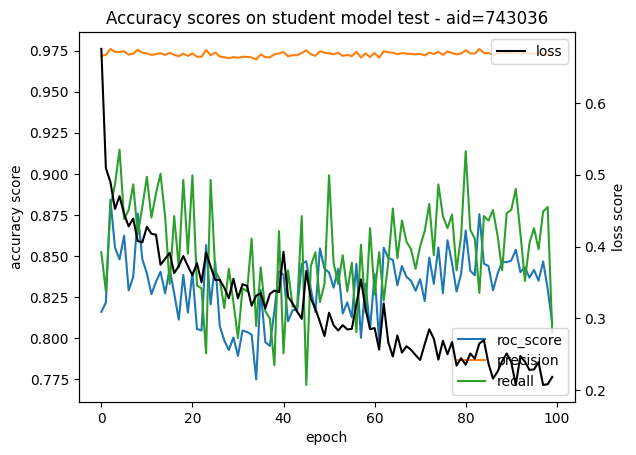 Accuracy scores on student model test - aid=743036
loss
accuracy score
loss score
0.975
0.950
0.925
0.900
0.875
0.850
0.825
0.800
0.775
0.6
0.5
0.4
0.3
0.2
roc_score
precision
recall
0
20
40
60
80
100
epoch